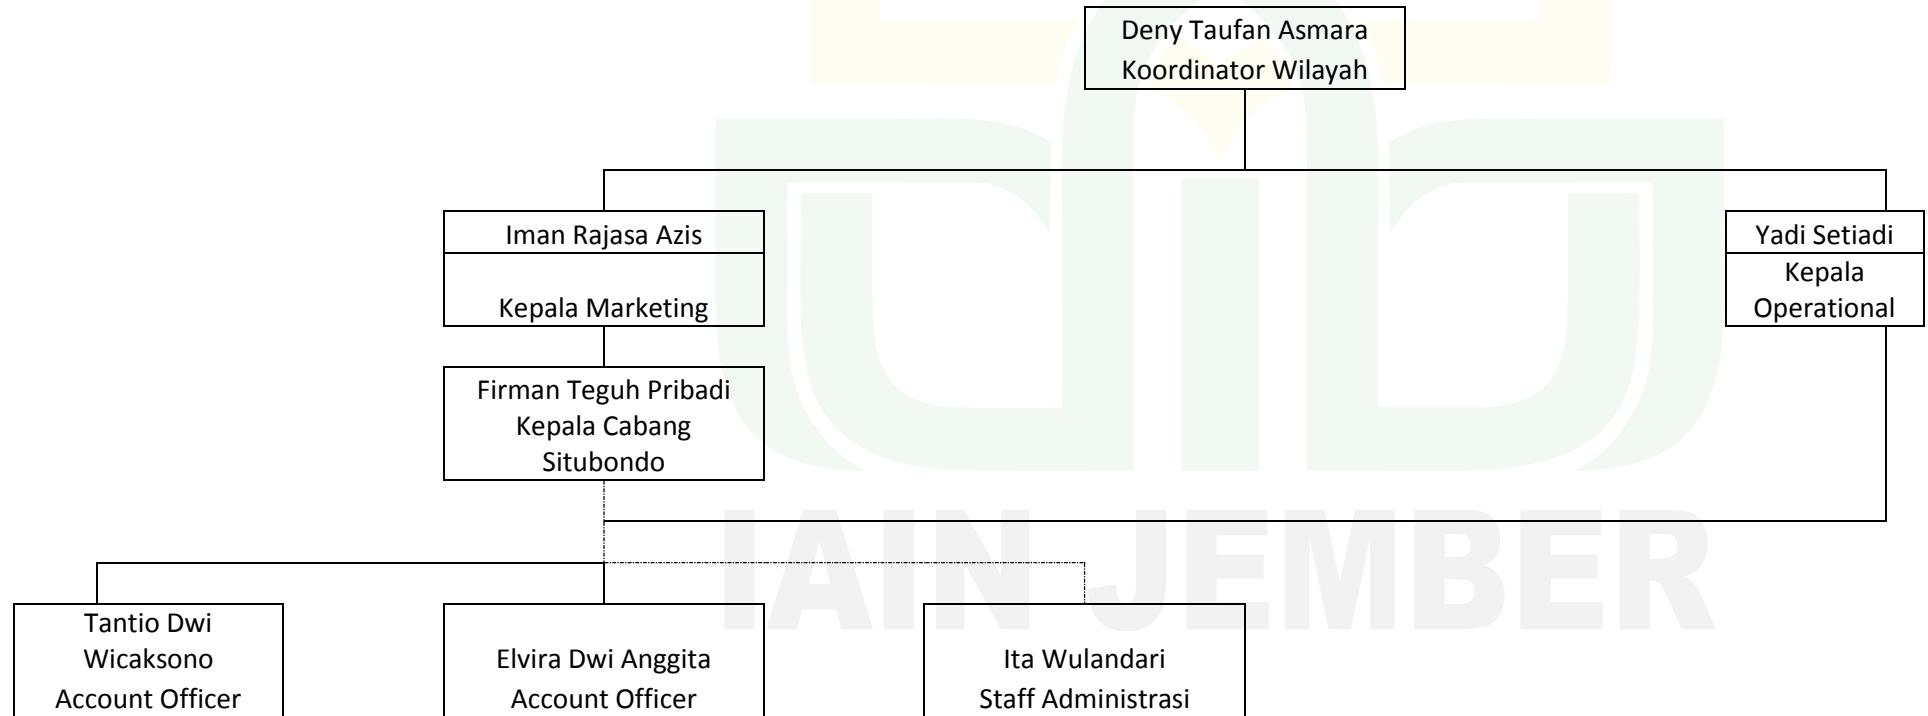 Deny Taufan Asmara
Koordinator Wilayah
Iman Rajasa Azis
Kepala Marketing
Yadi Setiadi
Kepala
Operational
Firman Teguh Pribadi
Kepala Cabang
Situbondo
IAIN JEMBER
Tantio Dwi
Wicaksono
Account Officer
Elvira Dwi Anggita
Account Officer
Ita Wulandari
Staff Administrasi